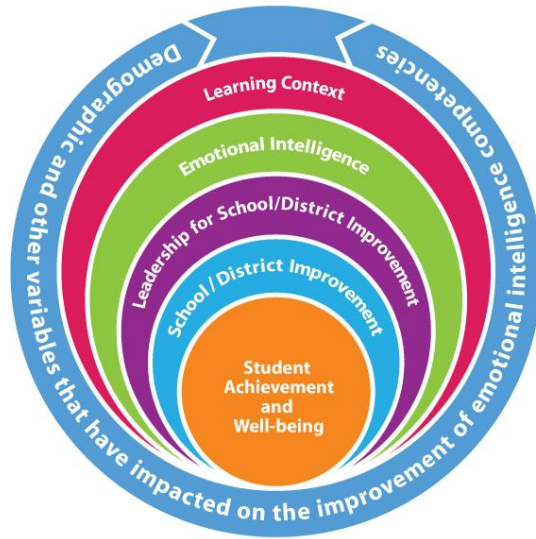 Demographic and other variables that have impacted on the improvement of emotional intelligence competencies
Learning Context
Emotional Intelligence
Leadership for School/District Improvement
School / District Improvement
Student
Achievement
and
Well-being